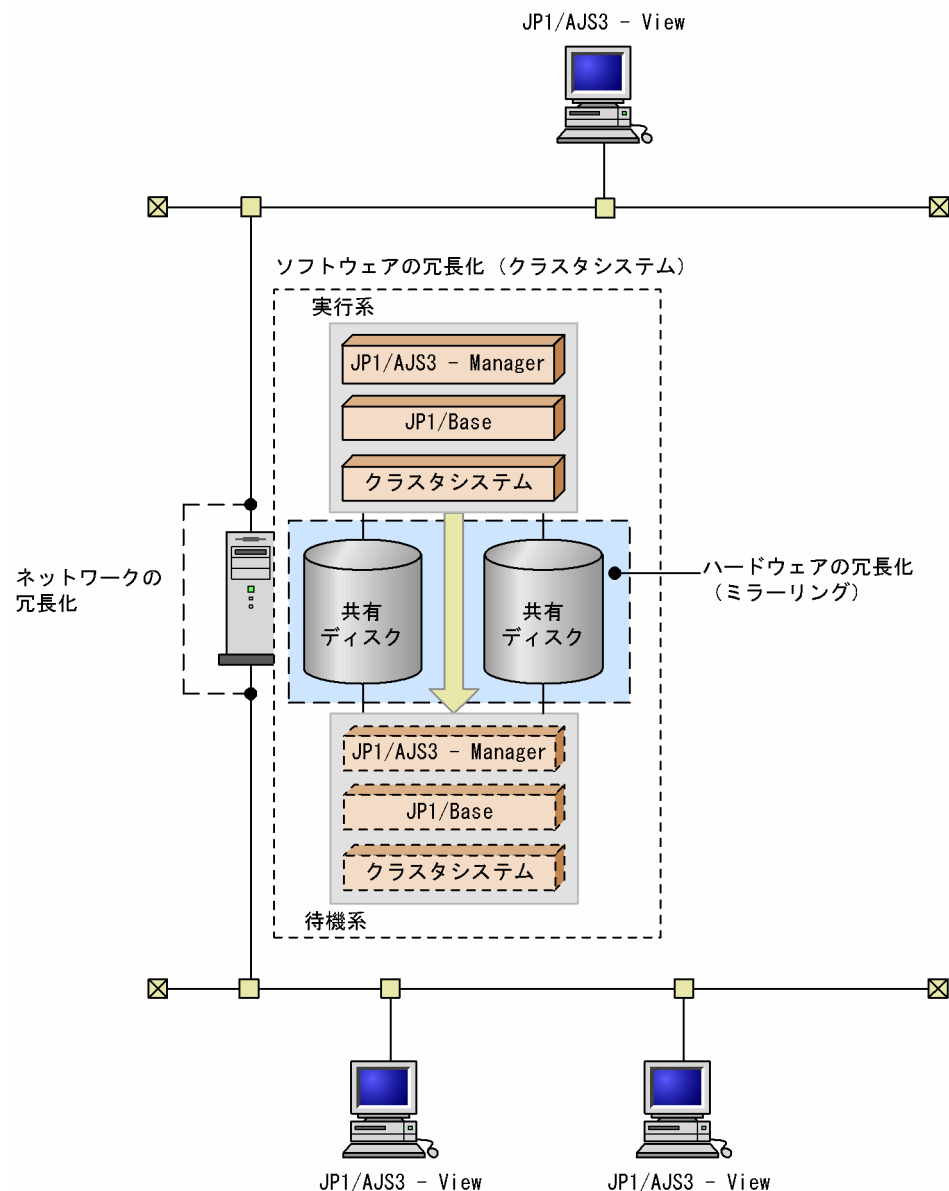 JP1/AJS3 - View
ソフトウェアの冗長化（クラスタシステム）
実行系
JP1/AJS3 - Manager
JP1/Base
クラスタシステム
ネットワークの
冗長化
共有
ディスク
共有
ディスク
ハードウェアの冗長化
（ミラーリング）
JP1/AJS3 - Manager
JP1/Base
クラスタシステム
待機系
JP1/AJS3 - View
JP1/AJS3 - View